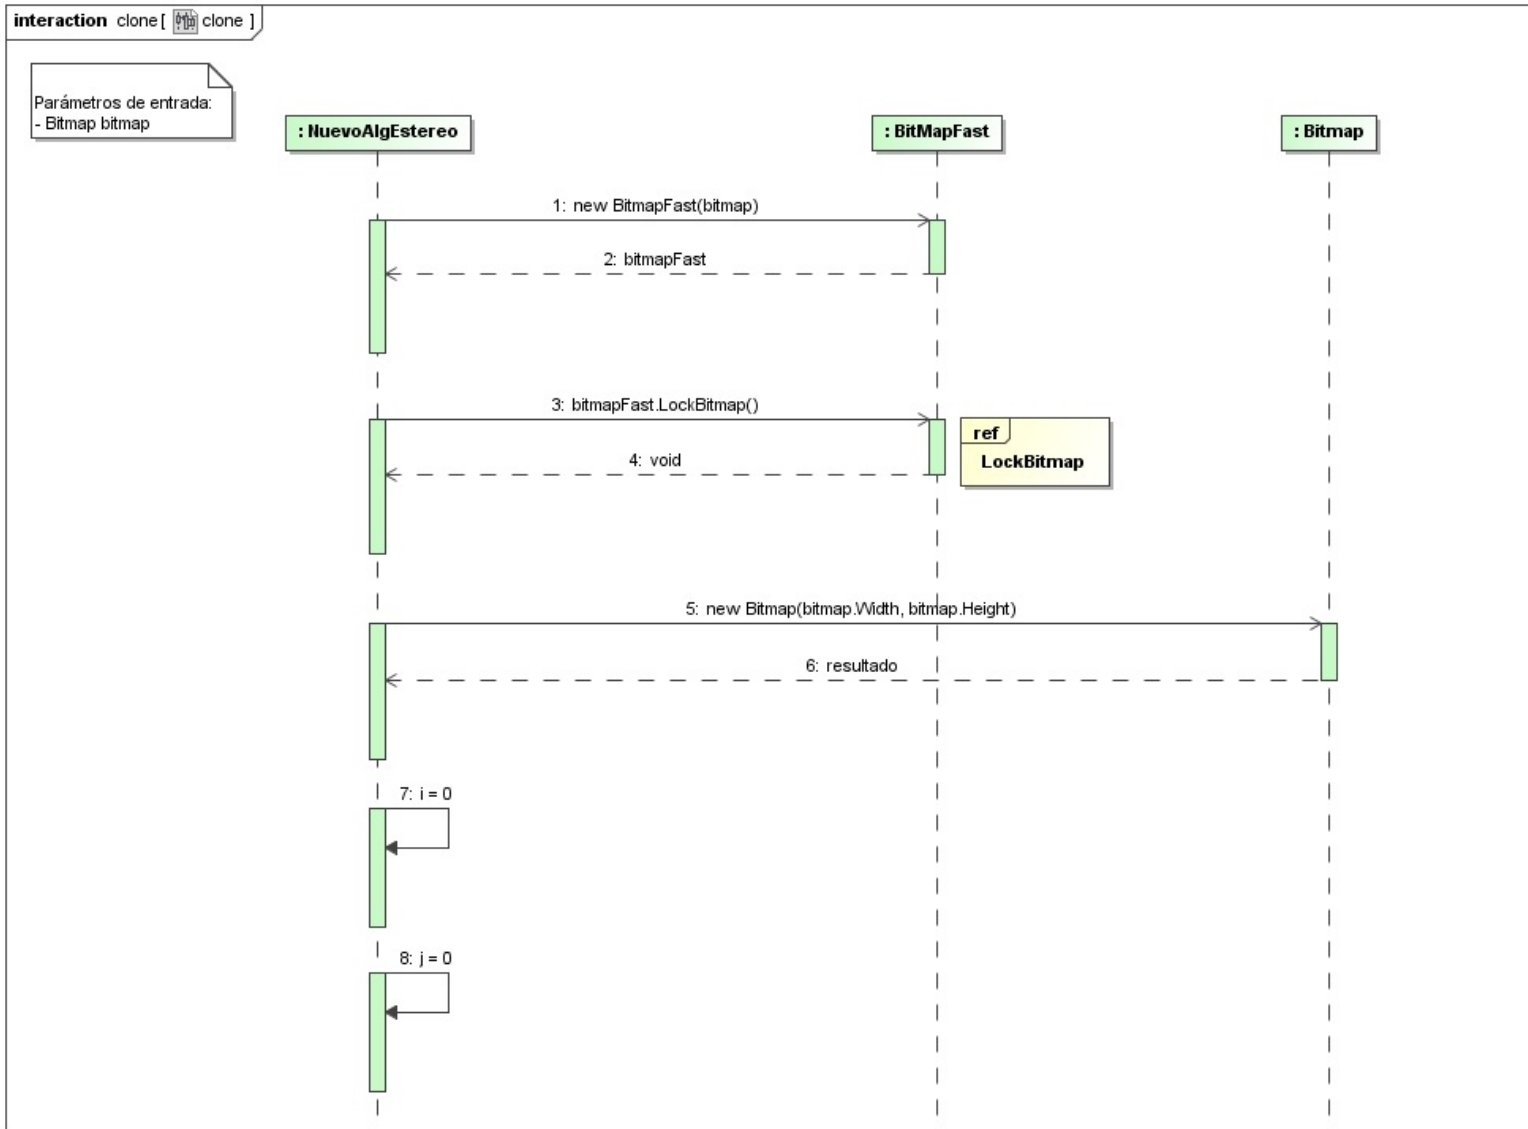 interaction clone[ clone ]
Parámetros de entrada:
- Bitmap bitmap
: NuevoAlgEstereo
: BitMapFast
: Bitmap
1: new BitmapFast(bitmap)
2: bitmapFast
3: bitmapFast.LockBitmap()
ref
LockBitmap
4: void
5: new Bitmap(bitmap.Width, bitmap.Height)
6: resultado
7: i = 0
8: j = 0